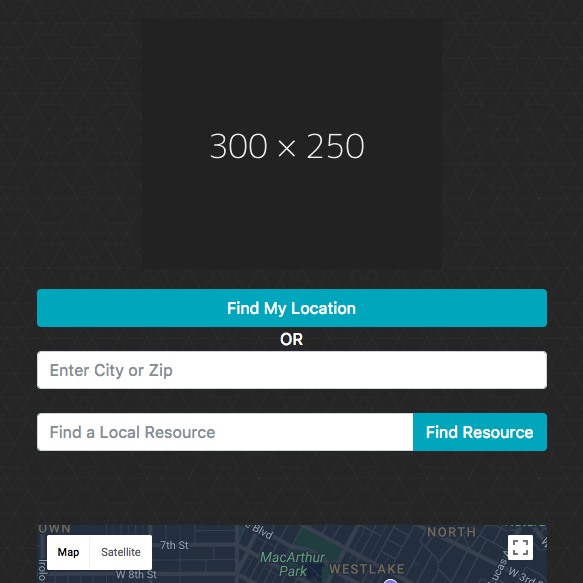 300 × 250
Find My Location
OR
Enter City or Zip
Find a Local Resource
Find Resource
OWN
Blvd
NORTH
Map
Satellite
7th St
MacArthur
Park
WESTLAKE
W 8th St
W 3rd